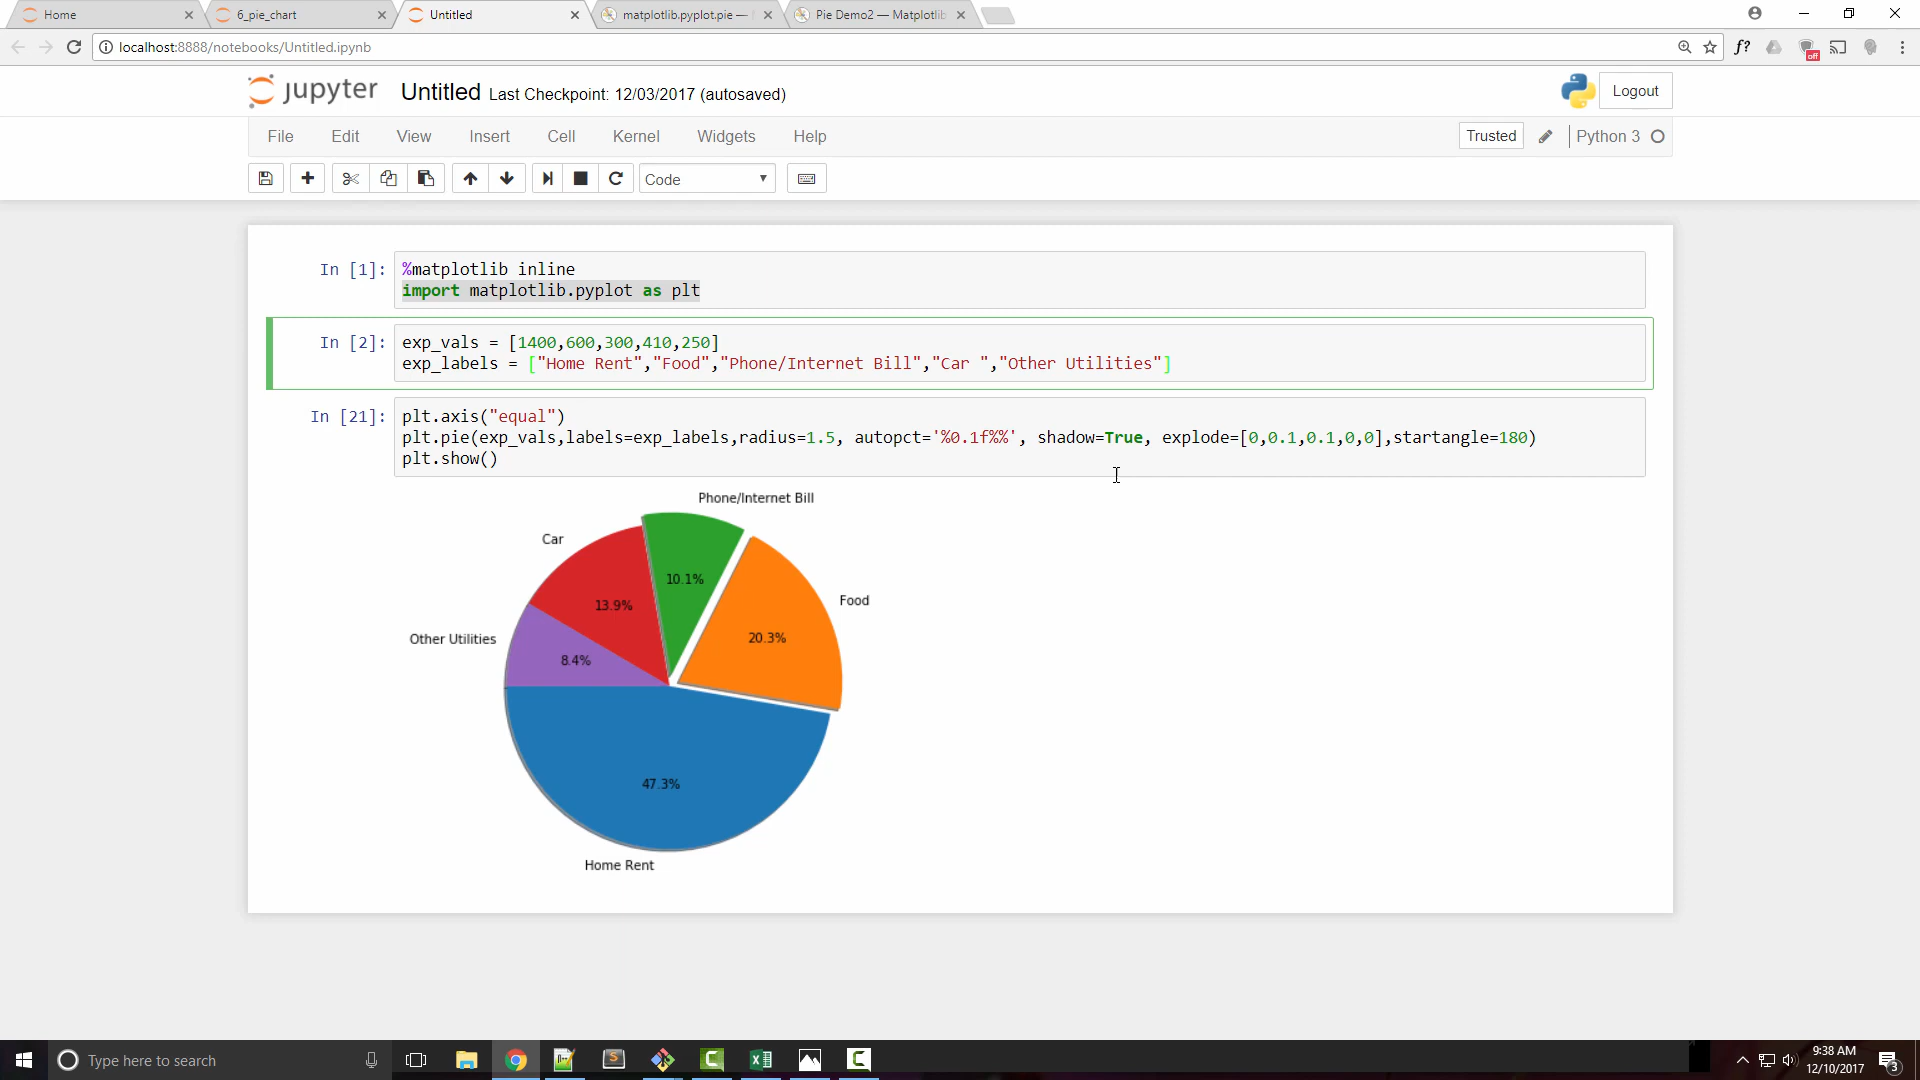 Home
6_pie_chart
Untitled
matplotlib.pyplot.pie —
Pie Demo2 — Matplotlib
localhost:8888/notebooks/Untitled.ipynb
f?
off
jupyter Untitled Last Checkpoint: 12/03/2017 (autosaved)
Logout
File Edit View Insert Cell Kernel Widgets Help
Trusted
Python 3
Code
In [1]: %matplotlib inline
import matplotlib.pyplot as plt
In [2]: exp_vals = [1400,600,300,410,250]
exp_labels = ["Home Rent","Food","Phone/Internet Bill","Car ","Other Utilities"]
In [21]: plt.axis("equal")
plt.pie(exp_vals,labels=exp_labels,radius=1.5, autopct='%0.1f%%', shadow=True, explode=[0,0.1,0.1,0,0],startangle=180)
plt.show()
Phone/Internet Bill
Car
10.1%
Food
13.9%
20.3%
Other Utilities
8.4%
47.3%
Home Rent
Type here to search
9:38 AM
12/10/2017
3